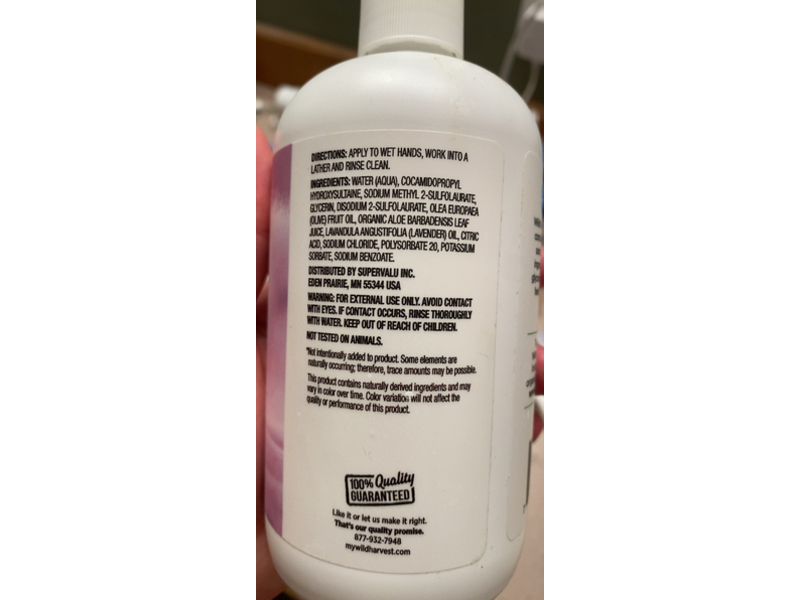 DIRECTIONS: APPLY TO WET HANDS, WORK INTO A
LATHER AND RINSE CLEAN.
INGREDIENTS: WATER (AQUA), COCAMIDOPROPYL
HYDROXYSULTAINE, SODIUM METHYL 2-SULFOLAURATE,
GLYCERIN, DISODIUM 2-SULFOLAURATE, OLEA EUROPAEA
(OLIVE) FRUIT OIL, ORGANIC ALOE BARBADENSIS LEAF
JUICE, LAVANDULA ANGUSTIFOLIA (LAVENDER) OIL, CITRIC
ACID, SODIUM CHLORIDE, POLYSORBATE 20, POTASSIUM
SORBATE, SODIUM BENZOATE.
DISTRIBUTED BY SUPERVALU INC.
EDEN PRAIRIE, MN 55344 USA
WARNING: FOR EXTERNAL USE ONLY. AVOID CONTACT
WITH EYES. IF CONTACT OCCURS, RINSE THOROUGHLY
WITH WATER. KEEP OUT OF REACH OF CHILDREN.
NOT TESTED ON ANIMALS.
*Not intentionally added to product. Some elements are
naturally occurring; therefore, trace amounts may be possible.
This product contains naturally derived ingredients and may
vary in color over time. Color variation will not affect the
quality or performance of this product.
100% Quality
GUARANTEED
Like it or let us make it right.
That's our quality promise.
877-932-7948
mywildharvest.com